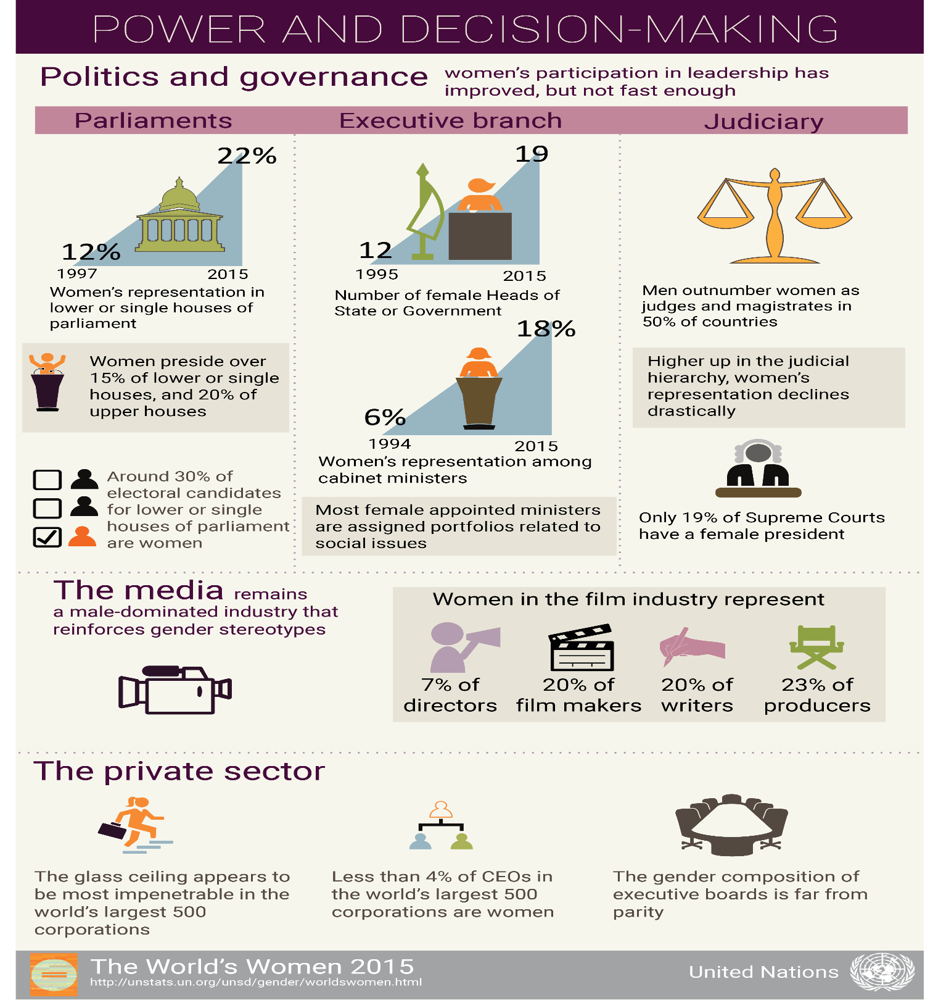 POWER AND DECISION-MAKING
Politics and governance
women's participation in leadership has
improved, but not fast enough
Parliaments
22%
12%
1997
2015
Women's representation in
lower or single houses of
parliament
Women preside over
15% of lower or single
houses, and 20% of
upper houses
Around 30% of
electoral candidates
for lower or single
houses of parliament
are women
Executive branch
19
12
1995
2015
Number of female Heads of
State or Government
18%
6%
1994
2015
Women's representation among
cabinet ministers
Most female appointed ministers
are assigned portfolios related to
social issues
Judiciary
Men outnumber women as
judges and magistrates in
50% of countries
Higher up in the judicial
hierarchy, women's
representation declines
drastically
Only 19% of Supreme Courts
have a female president
The media remains
a male-dominated industry that
reinforces gender stereotypes
Women in the film industry represent
7% of
directors
20% of
film makers
20% of
writers
23% of
producers
The private sector
The glass ceiling appears to
be most impenetrable in the
world's largest 500
corporations
Less than 4% of CEOs in
the world's largest 500
corporations are women
The gender composition of
executive boards is far from
parity
The World's Women 2015
http://unstats.un.org/unsd/gender/worldswomen.html
United Nations